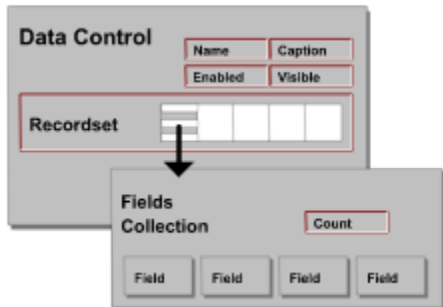 Data Control
Name Caption
Enabled Visible
Recordset
Fields
Collection
Count
Field Field Field Field